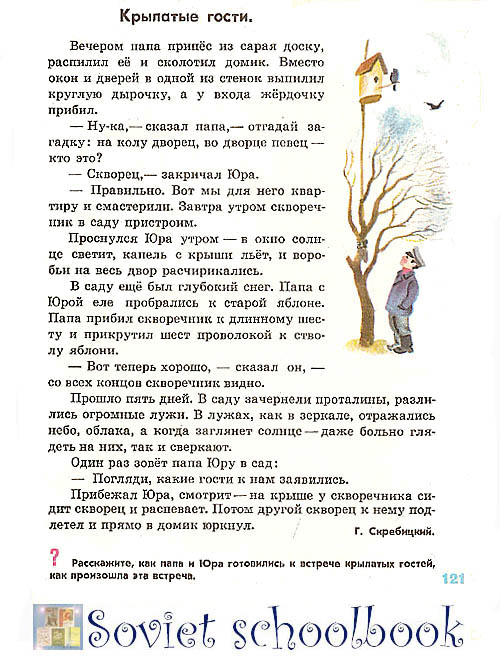 Крылатые гости.
Вечером папа принёс из сарая доску,
распилил её и сколотил домик. Вместо
окон и дверей в одной из стенок выпилил
круглую дырочку, а у входа жёрдочку
прибил.
— Ну-ка,— сказал папа,— отгадай за-
гадку: на колу дворец, во дворце певец —
кто это?
— Скворец,— закричал Юра.
— Правильно. Вот мы для него квар-
тиру и смастерили. Завтра утром сквореч-
ник в саду пристроим.
Проснулся Юра утром — в окно солн-
це светит, капель с крыши льёт, и воро-
бьи на весь двор расчирикались.
В саду ещё был глубокий снег. Папа с
Юрой еле пробрались к старой яблоне.
Папа прибил скворечник к длинному шес-
ту и прикрутил шест проволокой к ство-
лу яблони.
— Вот теперь хорошо, — сказал он, —
со всех концов скворечник видно.
Прошло пять дней. В саду зачернели проталины, разли-
лись огромные лужи. В лужах, как в зеркале, отражались
небо, облака, а когда заглянет солнце — даже больно гля-
деть на них, так и сверкают.
Один раз зовёт папа Юру в сад:
— Погляди, какие гости к нам заявились.
Прибежал Юра, смотрит — на крыше у скворечника си-
дит скворец и распевает. Потом другой скворец к нему под-
летел и прямо в домик юркнул.
Г. Скребицкий.
? Расскажите, как папа и Юра готовились к встрече крылатых гостей,
как произошла эта встреча.
121
Soviet schoolbook